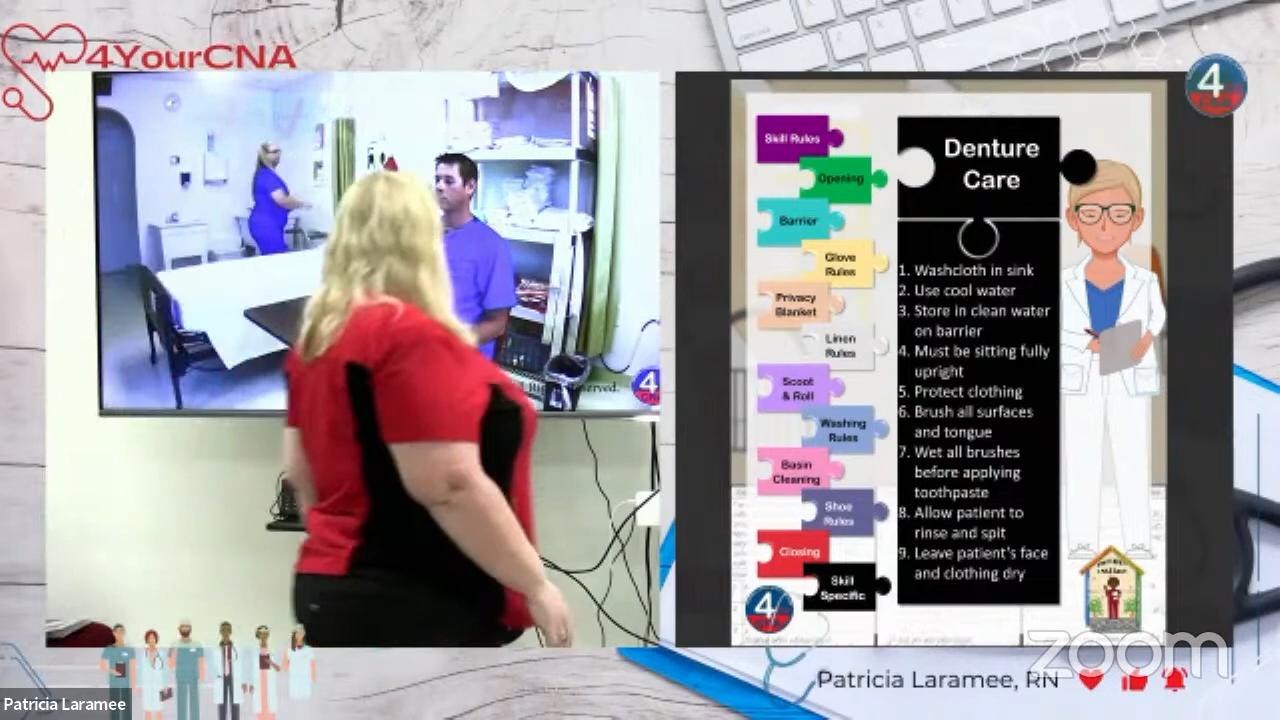 4YourCNA
4
Skill Rules
Opening
Barrier
Glove
Rules
Privacy
Blanket
Linen
Rules
Scoot
& Roll
Washing
Rules
Basin
Cleaning
Shoe
Rules
Closing
Skill
Specific
4
Denture
Care
1. Washcloth in sink
2. Use cool water
3. Store in clean water
on barrier
4. Must be sitting fully
upright
5. Protect clothing
6. Brush all surfaces
and tongue
7. Wet all brushes
before applying
toothpaste
8. Allow patient to
rinse and spit
9. Leave patient's face
and clothing dry
4
zoom
Patricia Laramee, RN
Patricia Laramee